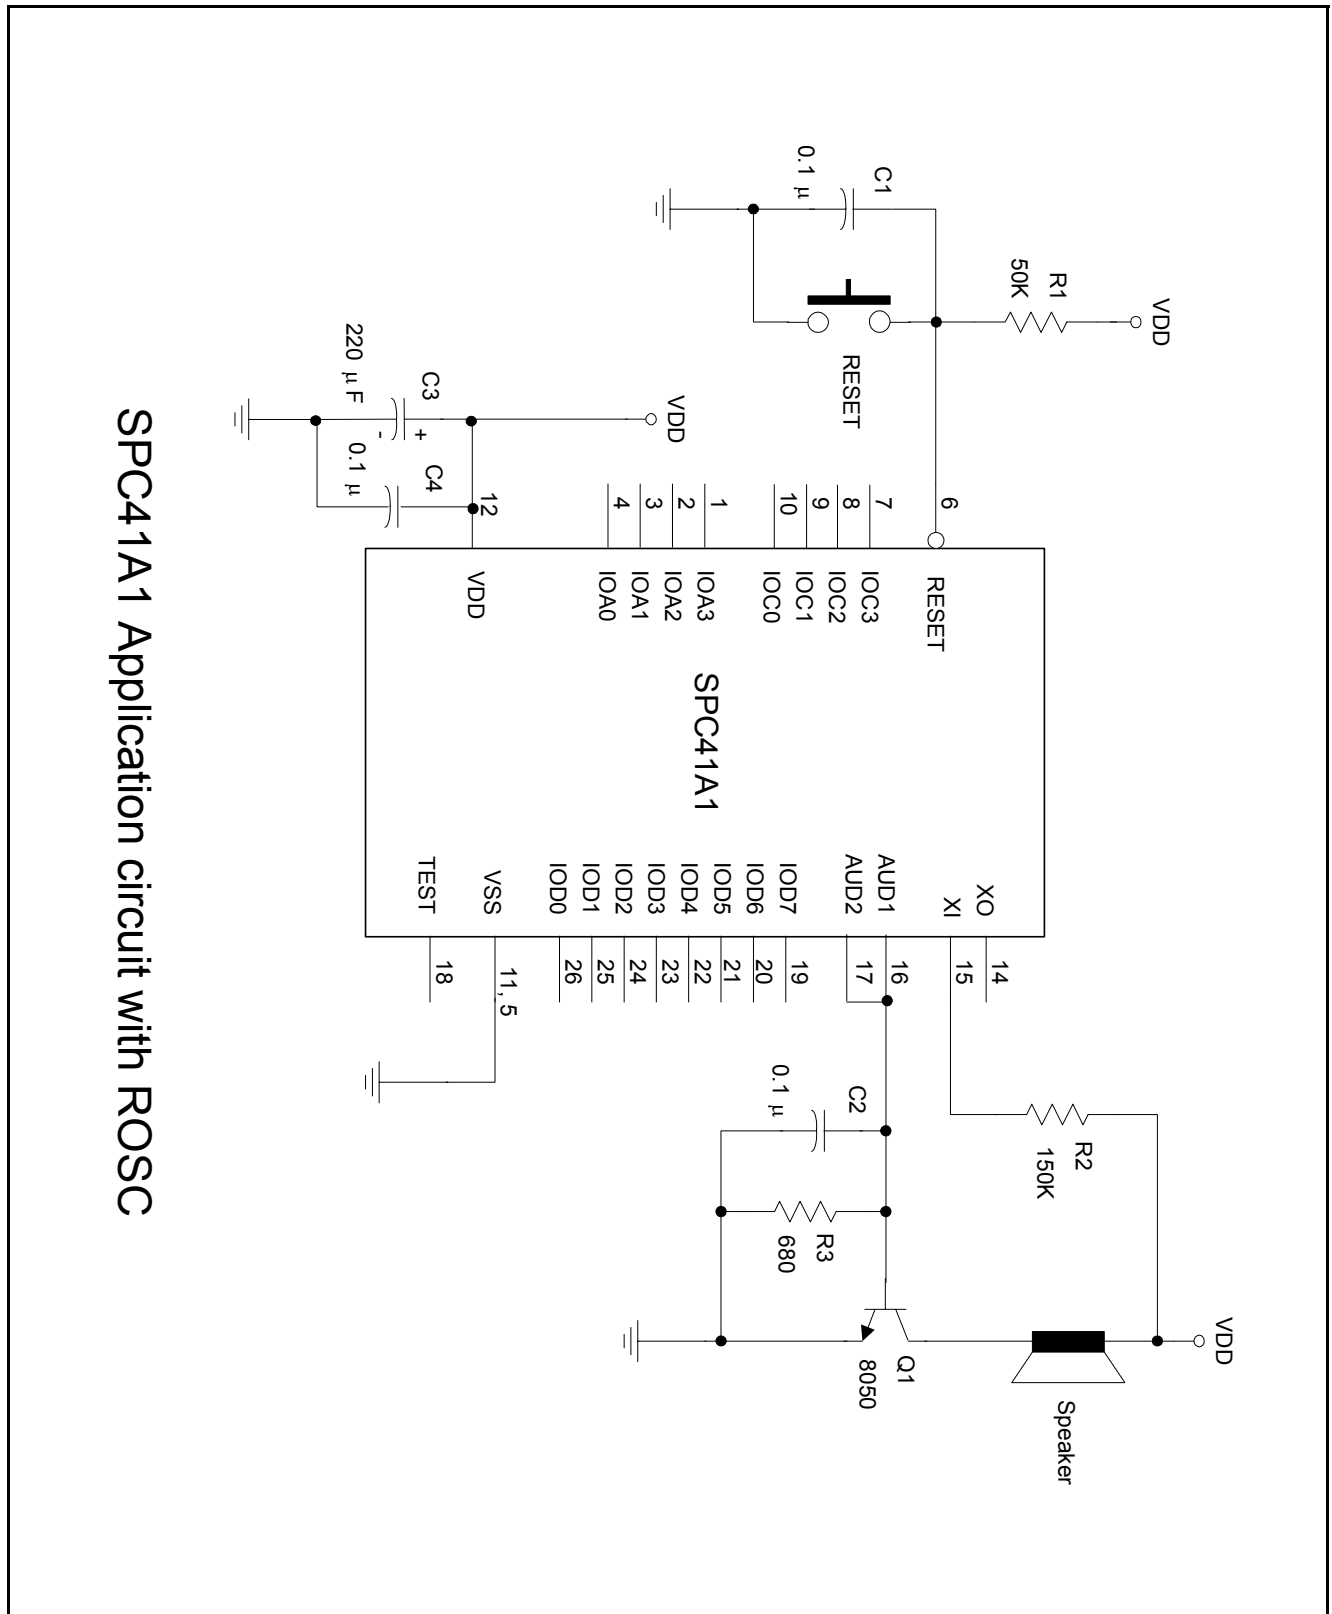 VDD
R1
50K
C1
0.1 μ
RESET
VDD
C3
220 μF
+
-
C4
0.1 μ
12
6
7
8
9
10
1
2
3
4
RESET
IOC3
IOC2
IOC1
IOC0
IOA3
IOA2
IOA1
IOA0
VDD
SPC41A1
XO
XI
AUD1
AUD2
IOD7
IOD6
IOD5
IOD4
IOD3
IOD2
IOD1
IOD0
VSS
TEST
14
15
16
17
19
20
21
22
23
24
25
26
11, 5
18
VDD
R2
150K
C2
0.1 μ
R3
680
Q1
8050
Speaker
SPC41A1 Application circuit with ROSC